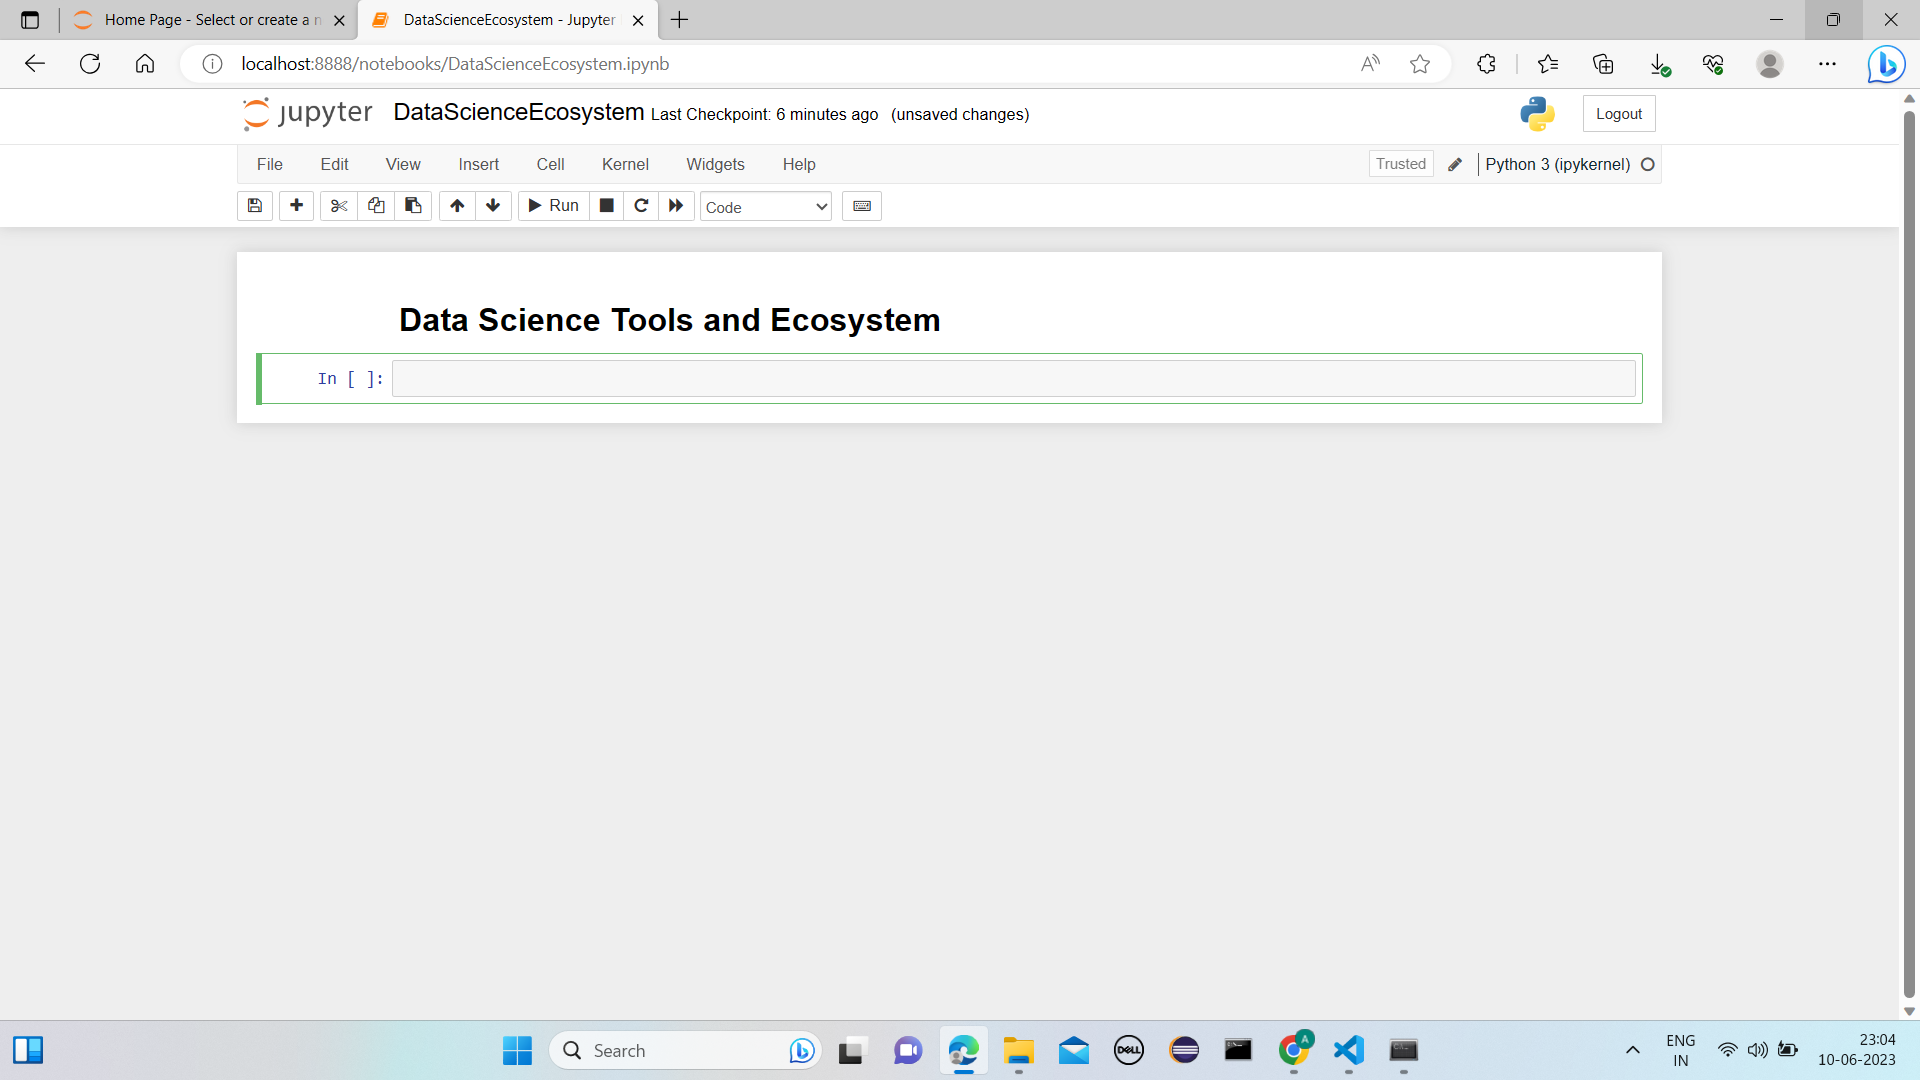 Home Page - Select or create a n
DataScienceEcosystem - Jupyter
localhost:8888/notebooks/DataScienceEcosystem.ipynb
jupyter DataScienceEcosystem Last Checkpoint: 6 minutes ago (unsaved changes)
Logout
File Edit View Insert Cell Kernel Widgets Help
Trusted
Python 3 (ipykernel)
Run
Code
Data Science Tools and Ecosystem
In [ ]:
Search
DELL
A
ENG
IN
23:04
10-06-2023